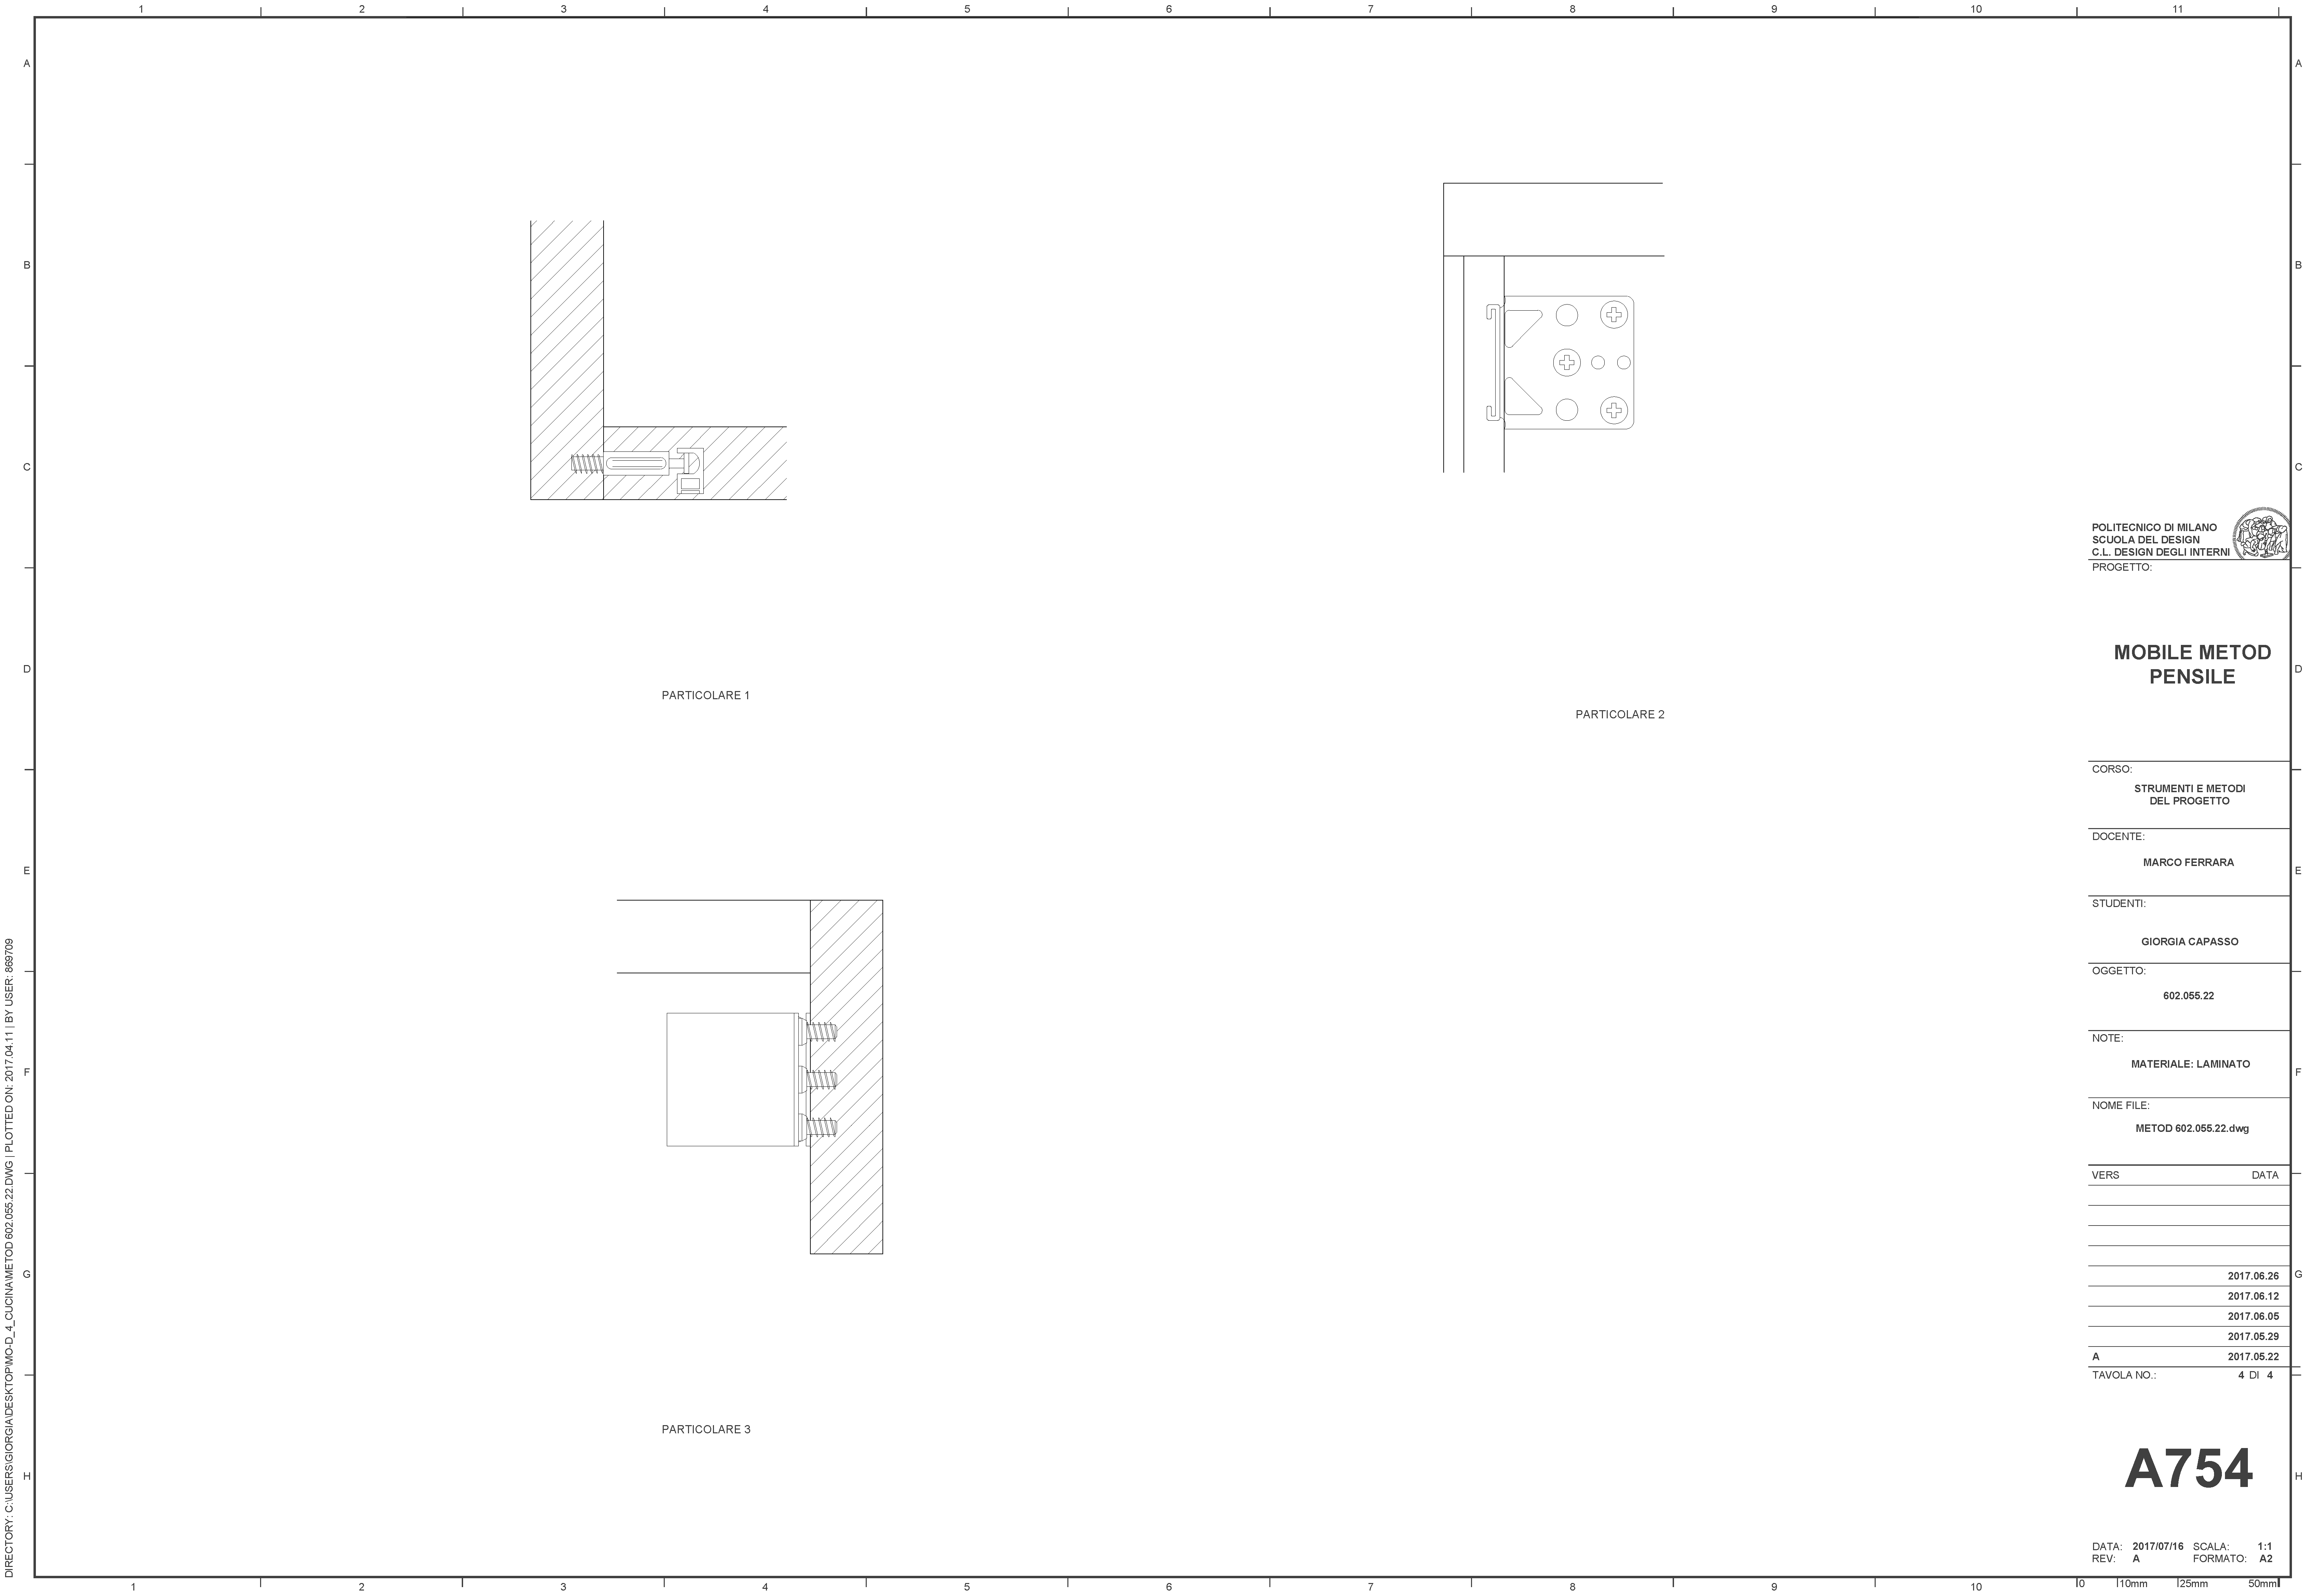 1 2 3 4 5 6 7 8 9 10 11
A A
B B
C C
D D
E E
F F
G G
H H
PARTICOLARE 1
PARTICOLARE 2
PARTICOLARE 3
POLITECNICO DI MILANO
SCUOLA DEL DESIGN
C.L. DESIGN DEGLI INTERNI
PROGETTO:
MOBILE METOD
PENSILE
CORSO:
STRUMENTI E METODI
DEL PROGETTO
DOCENTE:
MARCO FERRARA
STUDENTI:
GIORGIA CAPASSO
OGGETTO:
602.055.22
NOTE:
MATERIALE: LAMINATO
NOME FILE:
METOD 602.055.22.dwg
VERS DATA
2017.06.26
2017.06.12
2017.06.05
2017.05.29
A 2017.05.22
TAVOLA NO.: 4 DI 4
A754
DATA: 2017/07/16 SCALA: 1:1
REV: A FORMATO: A2
1 2 3 4 5 6 7 8 9 10 0 10mm 25mm 50mm
DIRECTORY: C:\USERS\GIORGIA\DESKTOP\MO-D_4_CUCINA\METOD 602.055.22.DWG | PLOTTED ON: 2017.04.11 | BY USER: 869709